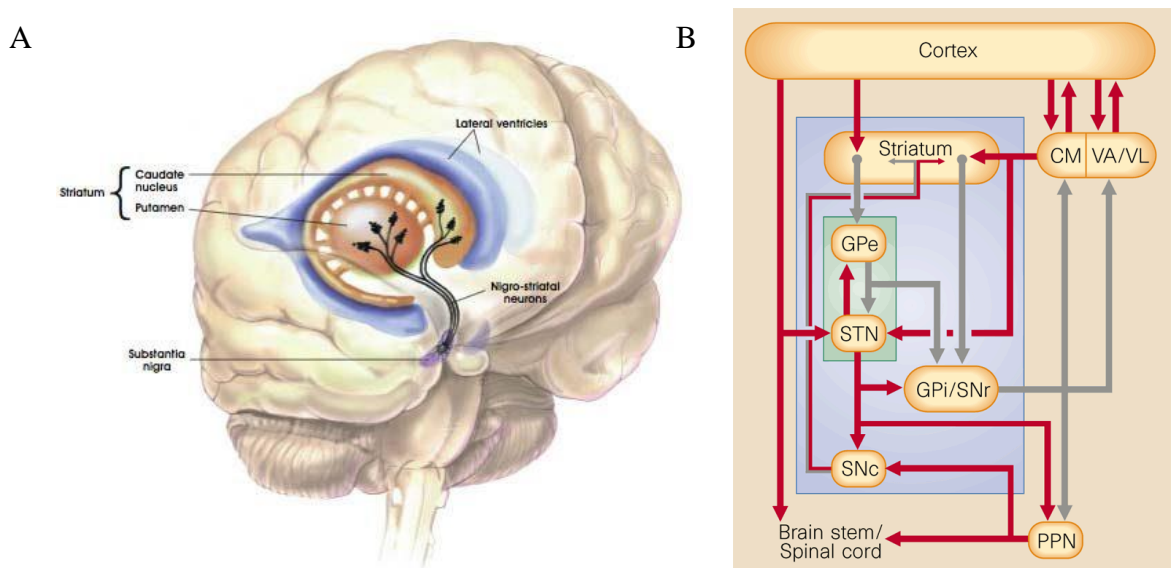 A
Lateral ventricles
Striatum
Caudate
nucleus
Putamen
Nigro-striatal
neurons
Substantia
nigra
B
Cortex
Striatum
CM
VA/VL
GPe
STN
GPi/SNr
SNc
Brain stem/
Spinal cord
PPN